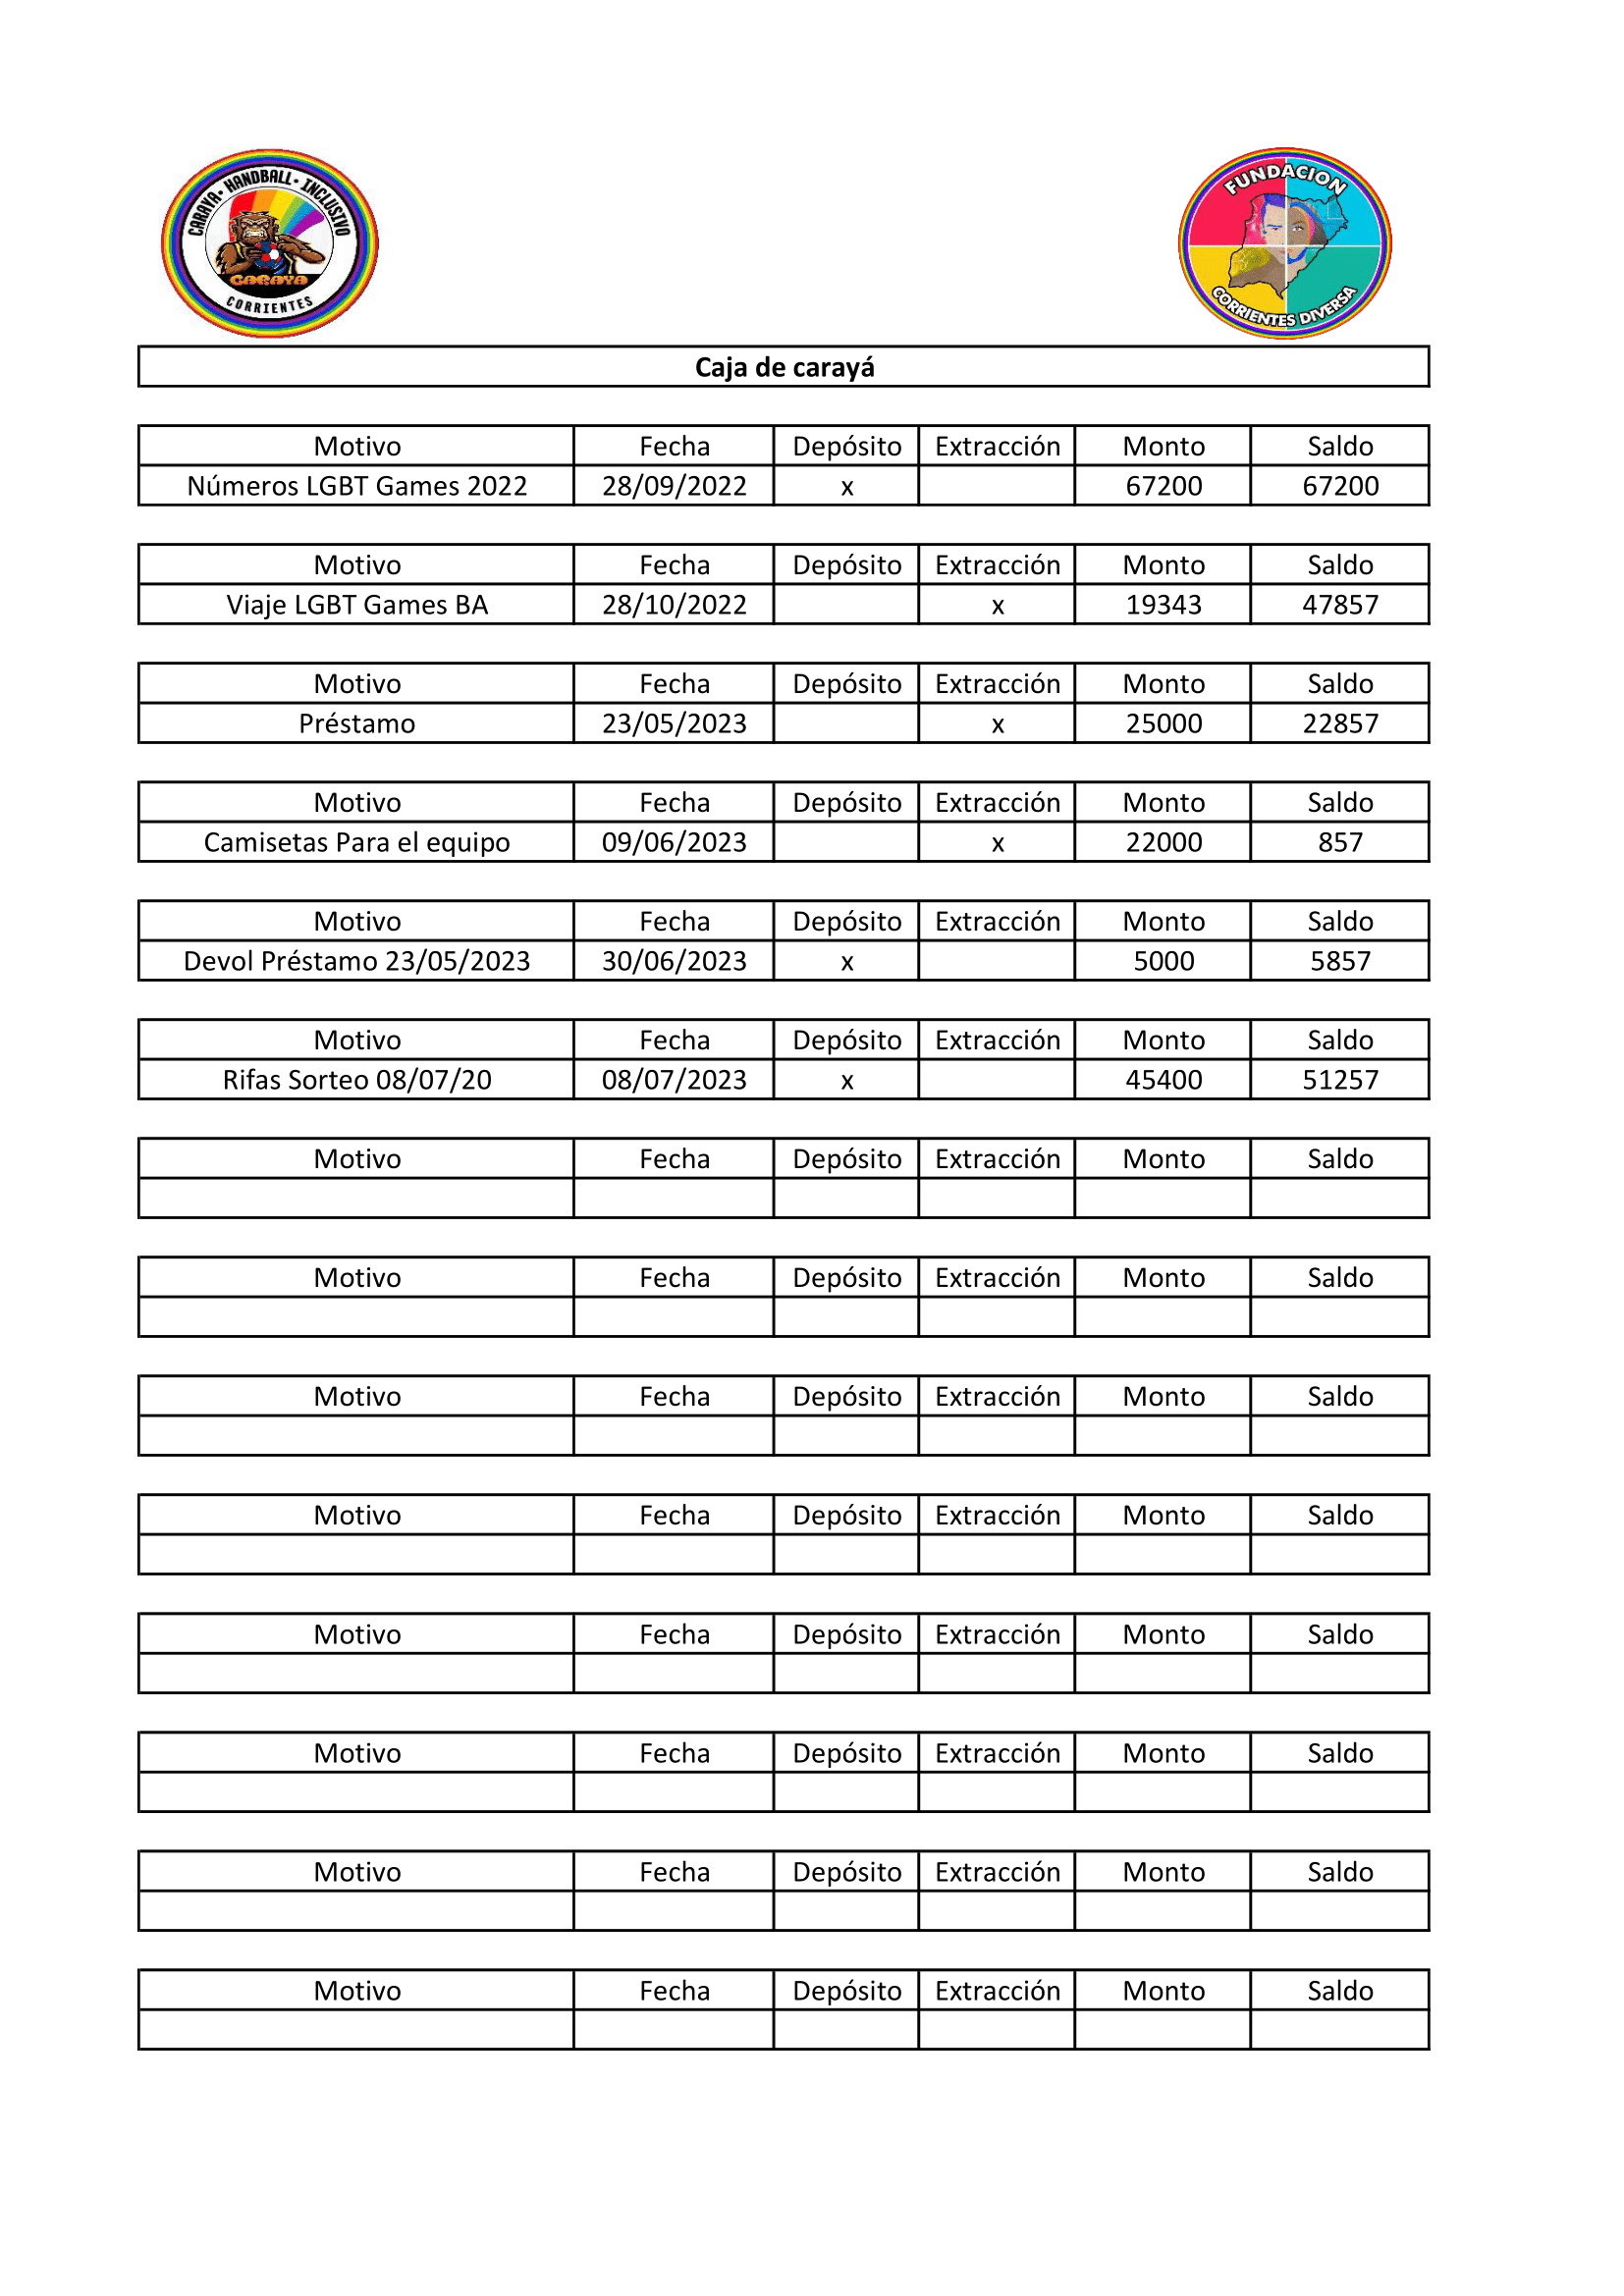 CARAYA • HANDBALL • INCLUSIVO
CARAYA
CORRIENTES
FUNDACION
CORRIENTES DIVERSA
Caja de carayá
Motivo Fecha Depósito Extracción Monto Saldo
Números LGBT Games 2022 28/09/2022 x 67200 67200
Motivo Fecha Depósito Extracción Monto Saldo
Viaje LGBT Games BA 28/10/2022 x 19343 47857
Motivo Fecha Depósito Extracción Monto Saldo
Préstamo 23/05/2023 x 25000 22857
Motivo Fecha Depósito Extracción Monto Saldo
Camisetas Para el equipo 09/06/2023 x 22000 857
Motivo Fecha Depósito Extracción Monto Saldo
Devol Préstamo 23/05/2023 30/06/2023 x 5000 5857
Motivo Fecha Depósito Extracción Monto Saldo
Rifas Sorteo 08/07/20 08/07/2023 x 45400 51257
Motivo Fecha Depósito Extracción Monto Saldo
Motivo Fecha Depósito Extracción Monto Saldo
Motivo Fecha Depósito Extracción Monto Saldo
Motivo Fecha Depósito Extracción Monto Saldo
Motivo Fecha Depósito Extracción Monto Saldo
Motivo Fecha Depósito Extracción Monto Saldo
Motivo Fecha Depósito Extracción Monto Saldo
Motivo Fecha Depósito Extracción Monto Saldo